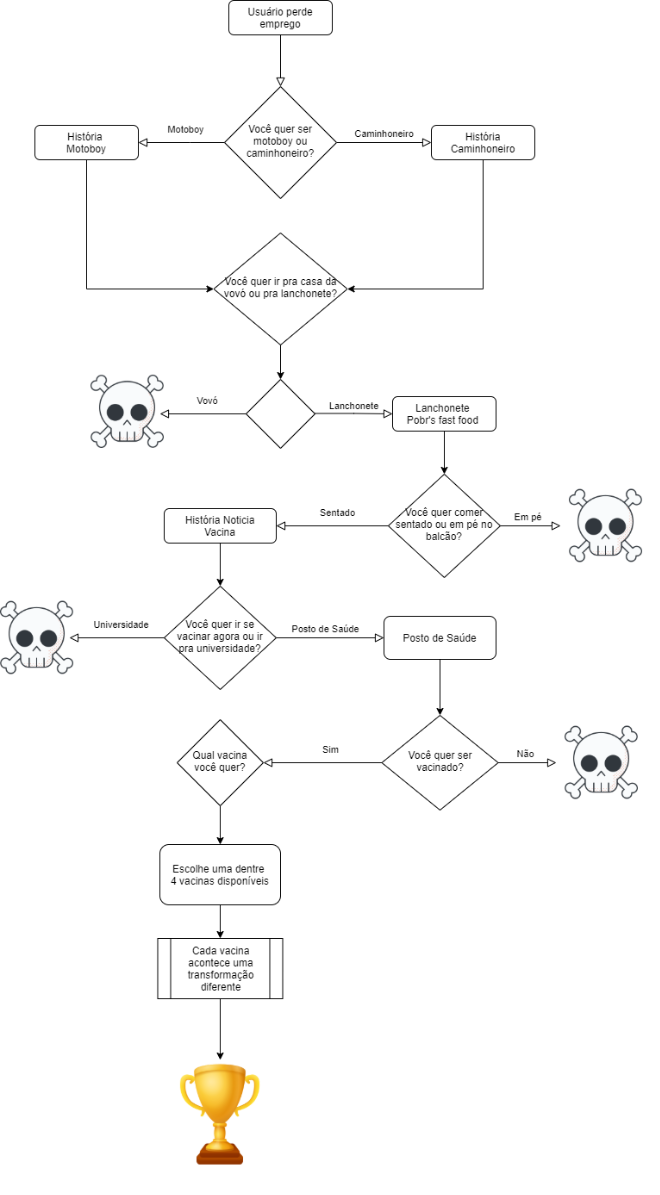 Usuário perde
emprego
Você quer ser
motoboy ou
caminhoneiro?
Motoboy
Caminhoneiro
História
Motoboy
História
Caminhoneiro
Você quer ir pra casa da
vovó ou pra lanchonete?
Vovó
Lanchonete
Lanchonete
Pobr's fast food
Você quer comer
sentado ou em pé no
balcão?
Sentado
Em pé
História Noticia
Vacina
Você quer ir se
vacinar agora ou ir
pra universidade?
Universidade
Posto de Saúde
Posto de Saúde
Você quer ser
vacinado?
Sim
Não
Qual vacina
você quer?
Escolhe uma dentre
4 vacinas disponíveis
Cada vacina
acontece uma
transformação
diferente